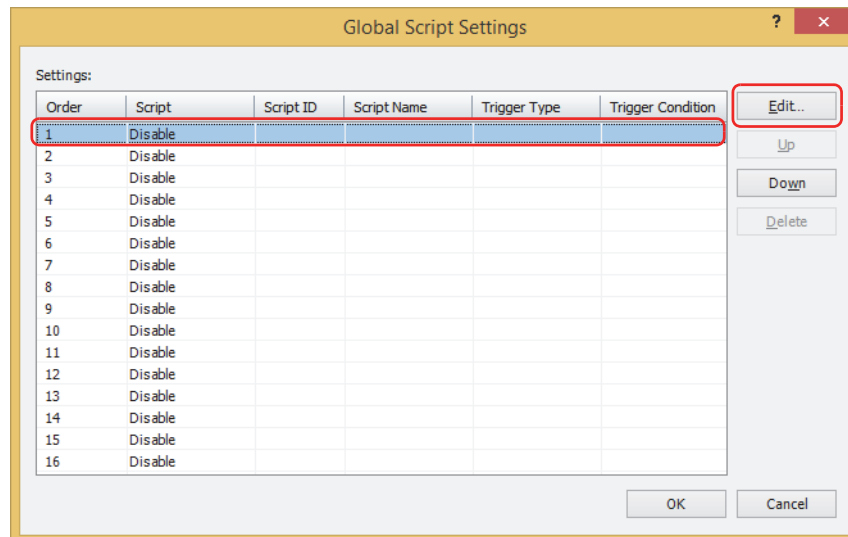 Global Script Settings ? ×
Settings:
Order Script Script ID Script Name Trigger Type Trigger Condition Edit...
1 Disable
Up
2 Disable
3 Disable Down
4 Disable
5 Disable Delete
6 Disable
7 Disable
8 Disable
9 Disable
10 Disable
11 Disable
12 Disable
13 Disable
14 Disable
15 Disable
16 Disable
OK Cancel